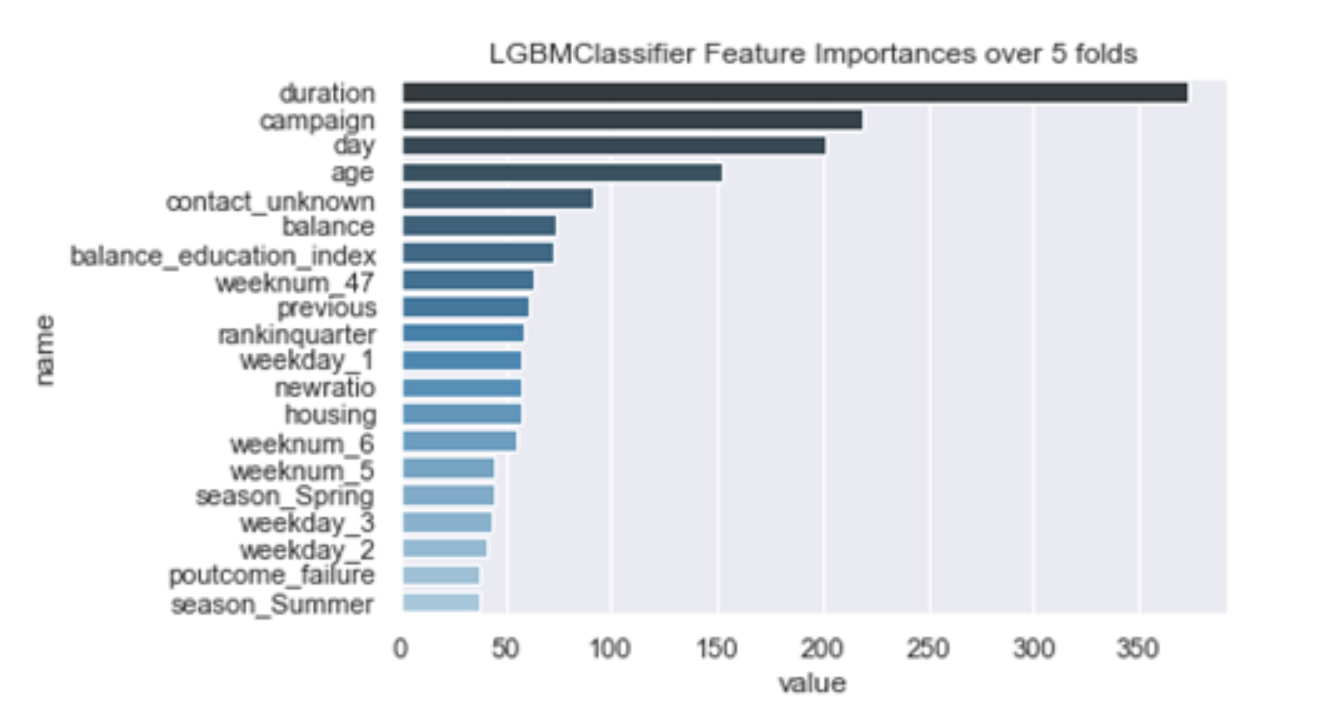 LGBMClassifier Feature Importances over 5 folds
duration
campaign
day
age
contact_unknown
balance
balance_education_index
weeknum_47
previous
rankinquarter
weekday_1
newratio
housing
weeknum_6
weeknum_5
season_Spring
weekday_3
weekday_2
poutcome_failure
season_Summer
name
0 50 100 150 200 250 300 350
value